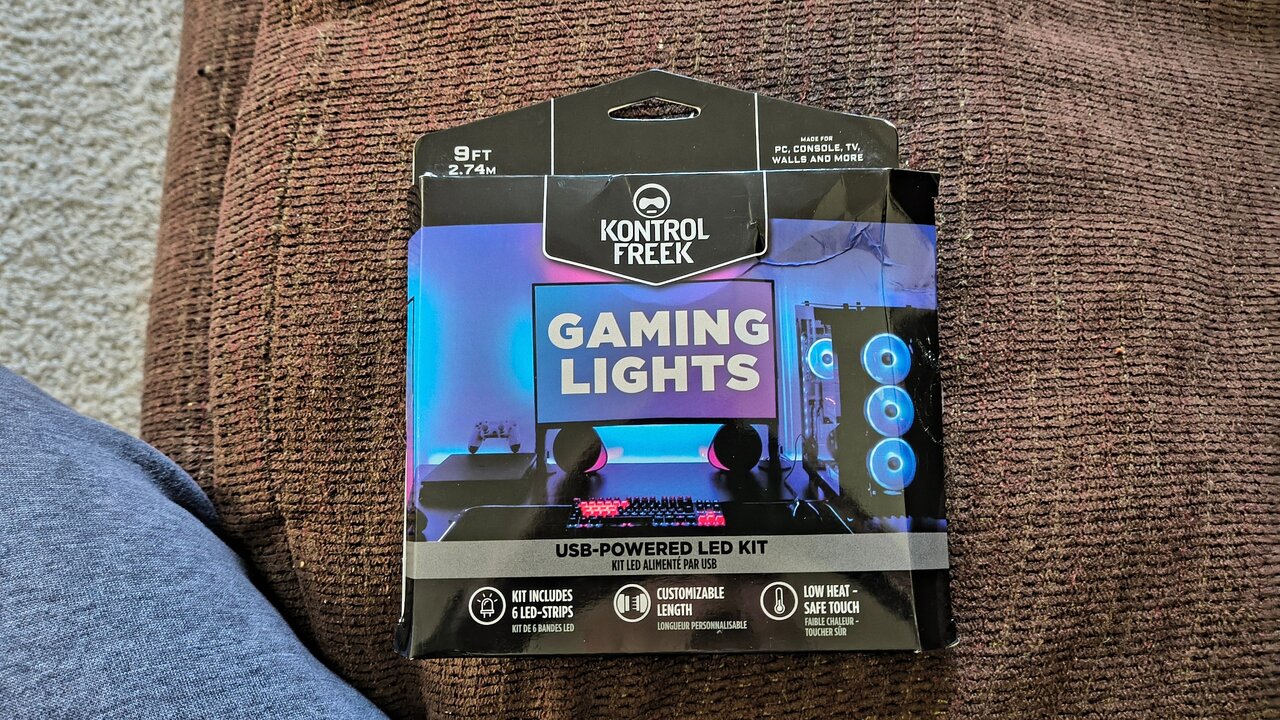 9FT
2.74M
MADE FOR
PC, CONSOLE, TV,
WALLS AND MORE
KONTROL
FREEK
GAMING
LIGHTS
USB-POWERED LED KIT
KIT LED ALIMENTÉ PAR USB
KIT INCLUDES
6 LED-STRIPS
KIT DE 6 BANDES LED
CUSTOMIZABLE
LENGTH
LONGUEUR PERSONNALISABLE
LOW HEAT –
SAFE TOUCH
FAIBLE CHALEUR –
TOUCHER SÛR